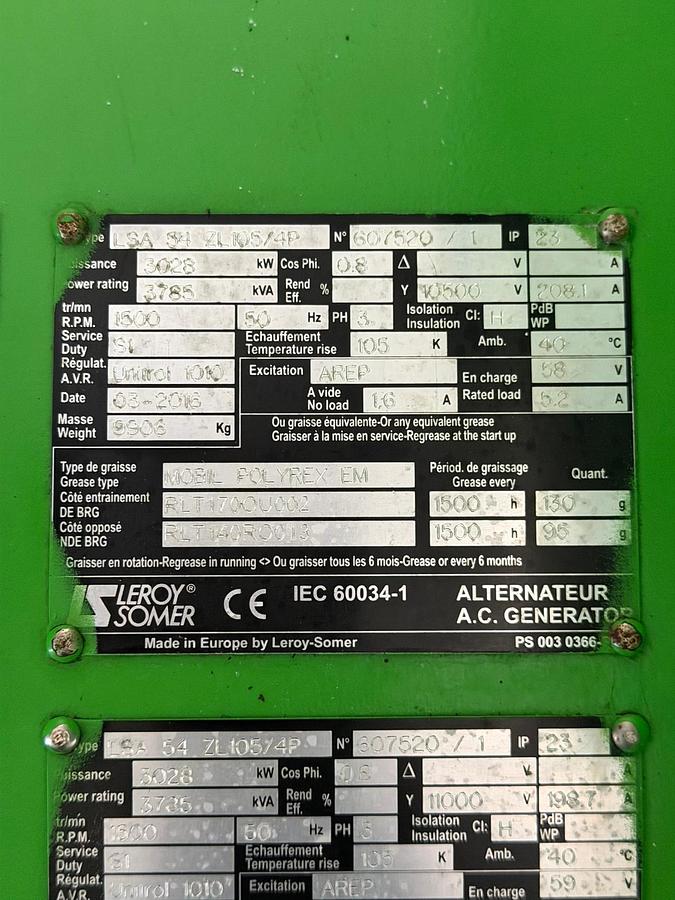 ype LSA 54 ZL105/4P N° 607520 / 1 IP 23
issance 3028 kW Cos Phi. 0.8 Δ V A
ower rating 3785 kVA Rend Eff. % Y 10500 V 208.1 A
tr/mn R.P.M. 1500 50 Hz PH 3 Isolation Insulation Cl: H PdB WP
Service Duty S1 Echauffement Temperature rise 105 K Amb. 40 °C
Régulat. A.V.R. Unitrol 1010 Excitation AREP En charge 58 V
Date 03-2016 A vide No load 1.6 A Rated load 5.2 A
Masse Weight 9906 Kg
Ou graisse équivalente-Or any equivalent grease
Graisser à la mise en service-Regrease at the start up
Type de graisse Grease type MOBIL POLYREX EM Périod. de graissage Grease every Quant.
Côté entrainement DE BRG RLT170OU002 1500 h 130 g
Côté opposé NDE BRG RLT140RO013 1500 h 95 g
Graisser en rotation-Regrease in running <> Ou graisser tous les 6 mois-Grease or every 6 months
LEROY® SOMER CE IEC 60034-1 ALTERNATEUR
A.C. GENERATOR
Made in Europe by Leroy-Somer PS 003 0366-
ype LSA 54 ZL105/4P N° 607520 / 1 IP 23
uissance 3028 kW Cos Phi. 0.8 Δ V A
ower rating 3785 kVA Rend Eff. % Y 11000 V 198.7 A
tr/mn R.P.M. 1500 50 Hz PH 3 Isolation Insulation Cl: H PdB WP
Service Duty S1 Echauffement Temperature rise 105 K Amb. 40 °C
Régulat. A.V.R. Unitrol 1010 Excitation AREP En charge 59 V